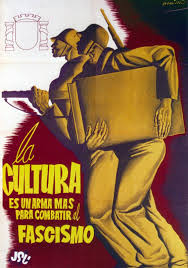 la
CULTURA
ES UN ARMA MAS
PARA COMBATIR el
FASCISMO
JSU